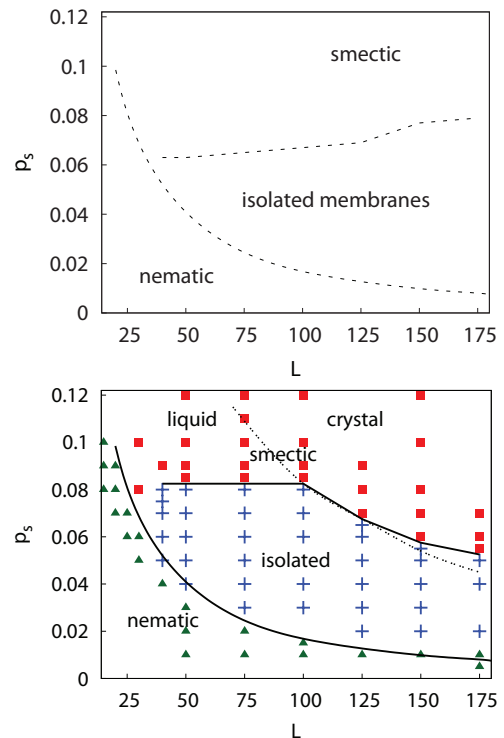 0.12
smectic
0.1
0.08
p_s
0.06
isolated membranes
0.04
0.02
nematic
0
25 50 75 100 125 150 175
L
0.12
liquid crystal
0.1
smectic
0.08
p_s
0.06
isolated
0.04
nematic
0.02
0
25 50 75 100 125 150 175
L